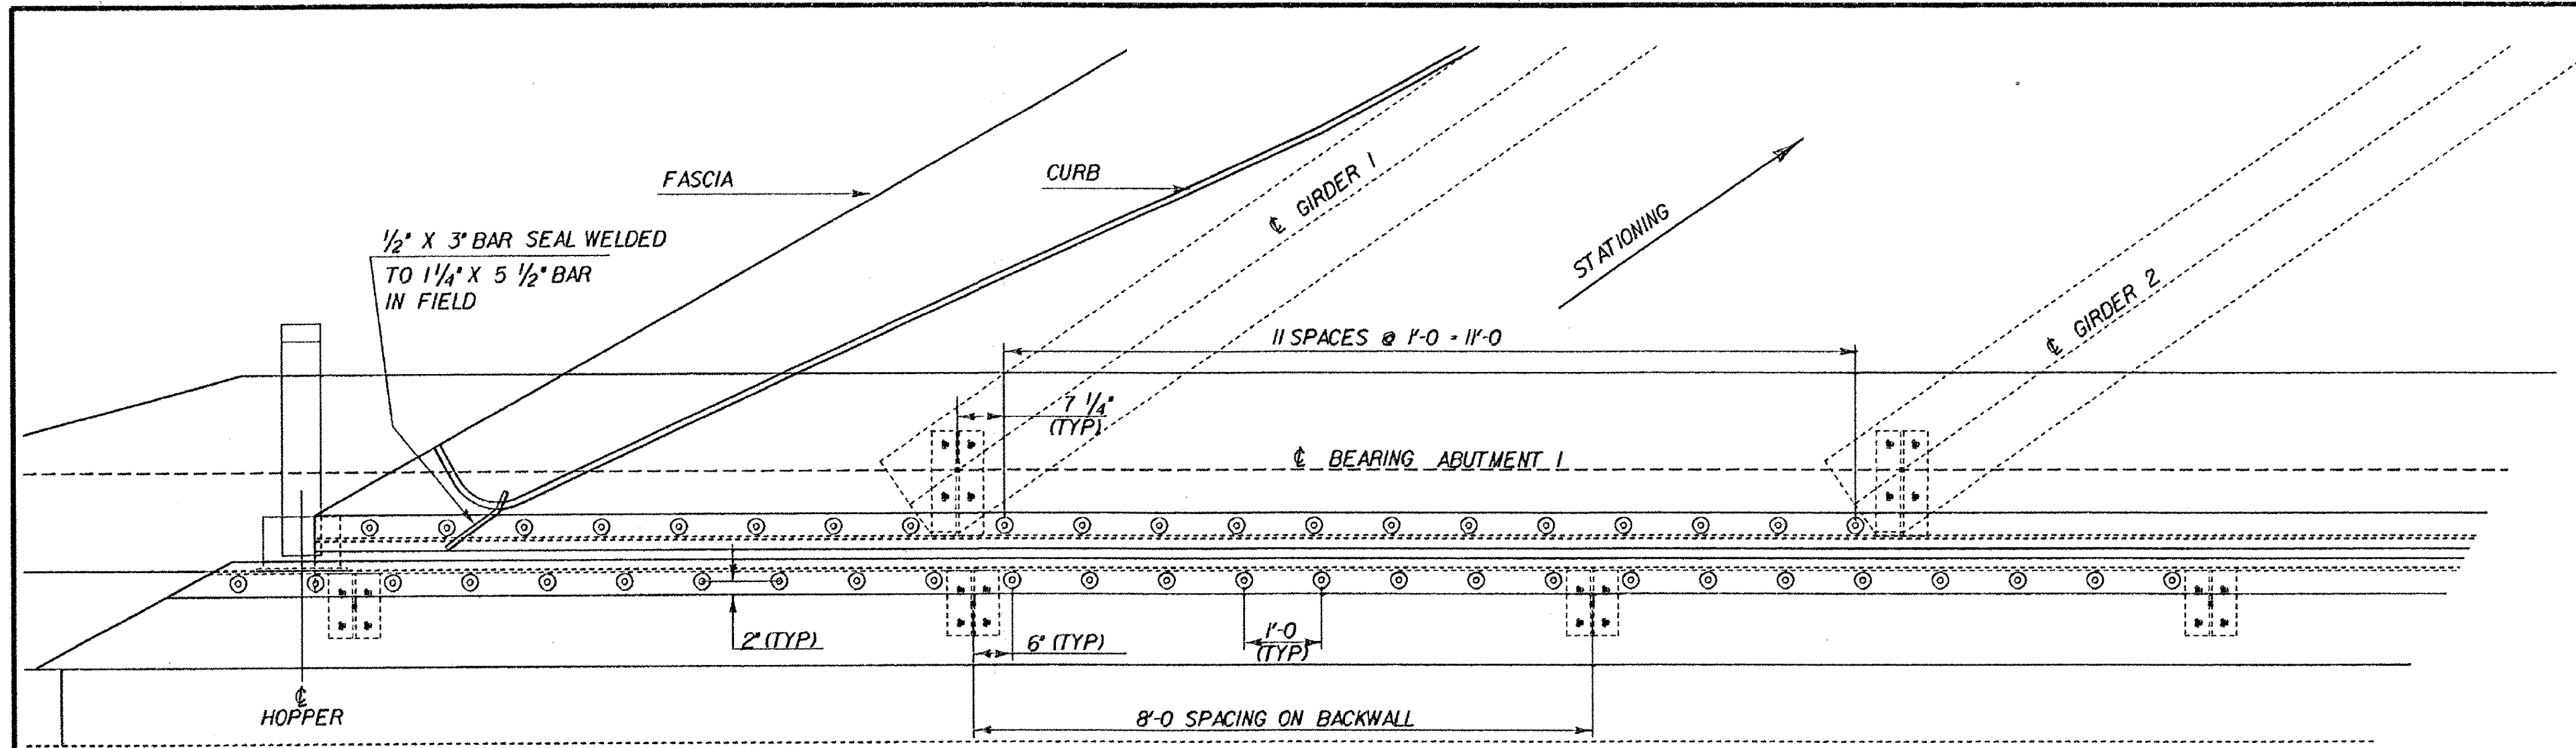 FASCIA
CURB
℄ GIRDER 1
STATIONING
℄ GIRDER 2
1/2" X 3" BAR SEAL WELDED
TO 1 1/4" X 5 1/2" BAR
IN FIELD
11 SPACES @ 1'-0 = 11'-0
7 1/4"
(TYP)
℄ BEARING ABUTMENT 1
2" (TYP)
6" (TYP)
1'-0
(TYP)
℄
HOPPER
8'-0 SPACING ON BACKWALL